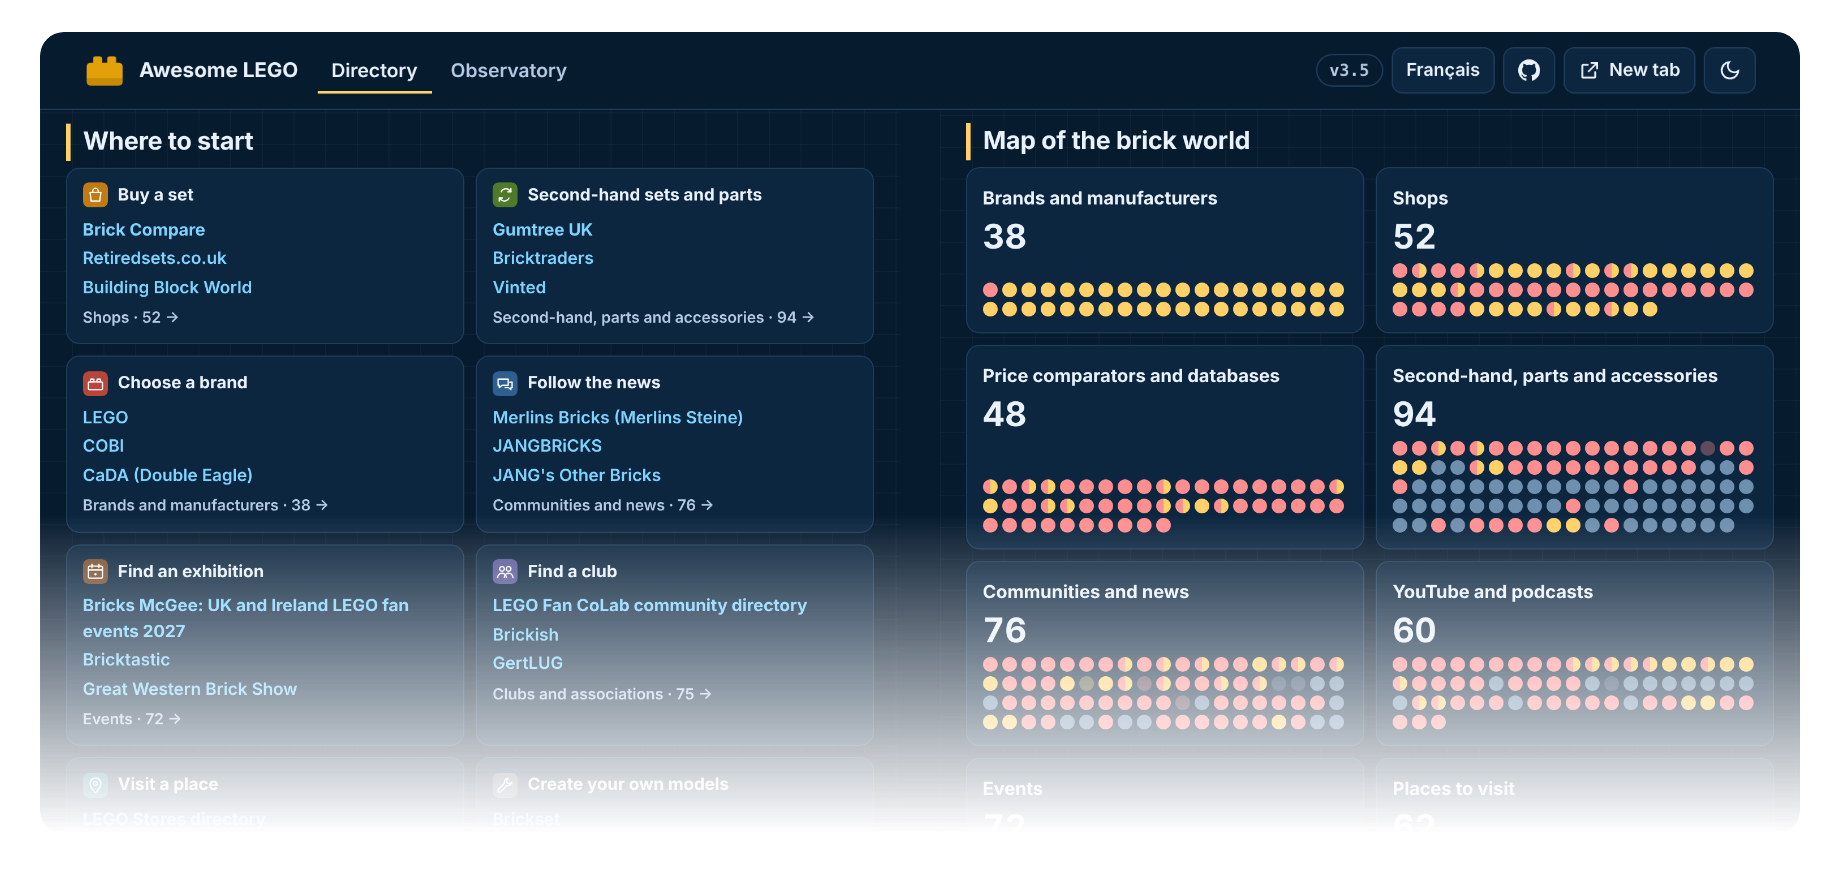 Awesome LEGO
Directory
Observatory
v3.5
Français
New tab
Where to start
Buy a set
Brick Compare
Retiredsets.co.uk
Building Block World
Shops · 52 →
Second-hand sets and parts
Gumtree UK
Bricktraders
Vinted
Second-hand, parts and accessories · 94 →
Choose a brand
LEGO
COBI
CaDA (Double Eagle)
Brands and manufacturers · 38 →
Follow the news
Merlins Bricks (Merlins Steine)
JANGBRiCKS
JANG's Other Bricks
Communities and news · 76 →
Find an exhibition
Bricks McGee: UK and Ireland LEGO fan
events 2027
Bricktastic
Great Western Brick Show
Events · 72 →
Find a club
LEGO Fan CoLab community directory
Brickish
GertLUG
Clubs and associations · 75 →
Visit a place
LEGO Stores directory
Create your own models
Brickset
Map of the brick world
Brands and manufacturers
38
Shops
52
Price comparators and databases
48
Second-hand, parts and accessories
94
Communities and news
76
YouTube and podcasts
60
Events
72
Places to visit
62